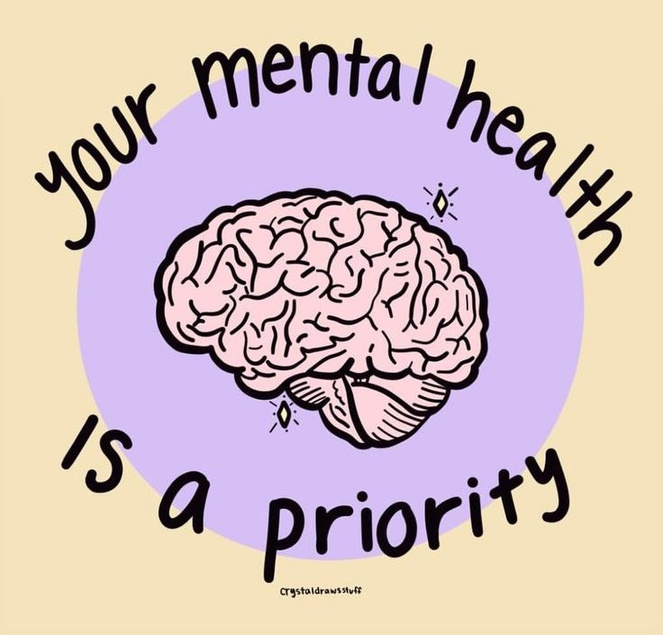 your mental health
is a priority
crystaldrawsstuff